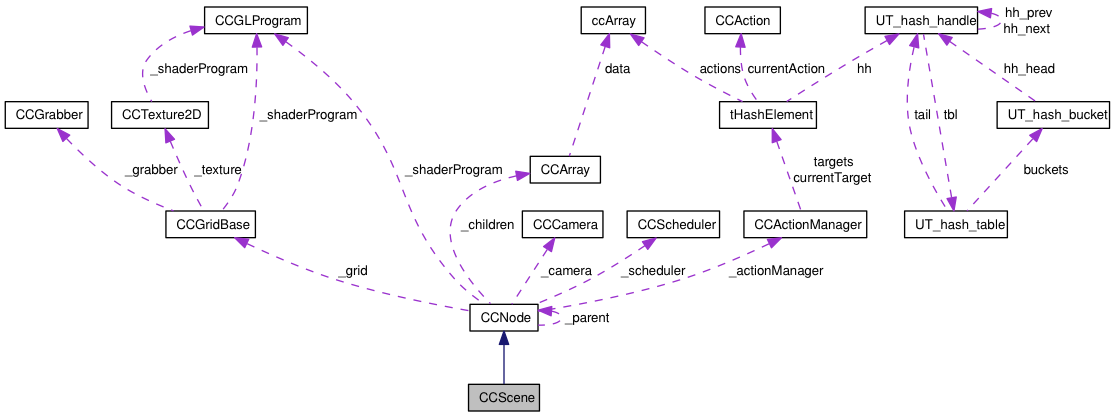 CCGLProgram
ccArray
CCAction
UT_hash_handle
hh_prev
hh_next
_shaderProgram
data
actions
currentAction
hh
hh_head
CCGrabber
CCTexture2D
_shaderProgram
tHashElement
tail
tbl
UT_hash_bucket
_grabber
_texture
_shaderProgram
CCArray
targets
currentTarget
buckets
CCGridBase
_children
CCCamera
CCScheduler
CCActionManager
UT_hash_table
_grid
_camera
_scheduler
_actionManager
CCNode
_parent
CCScene